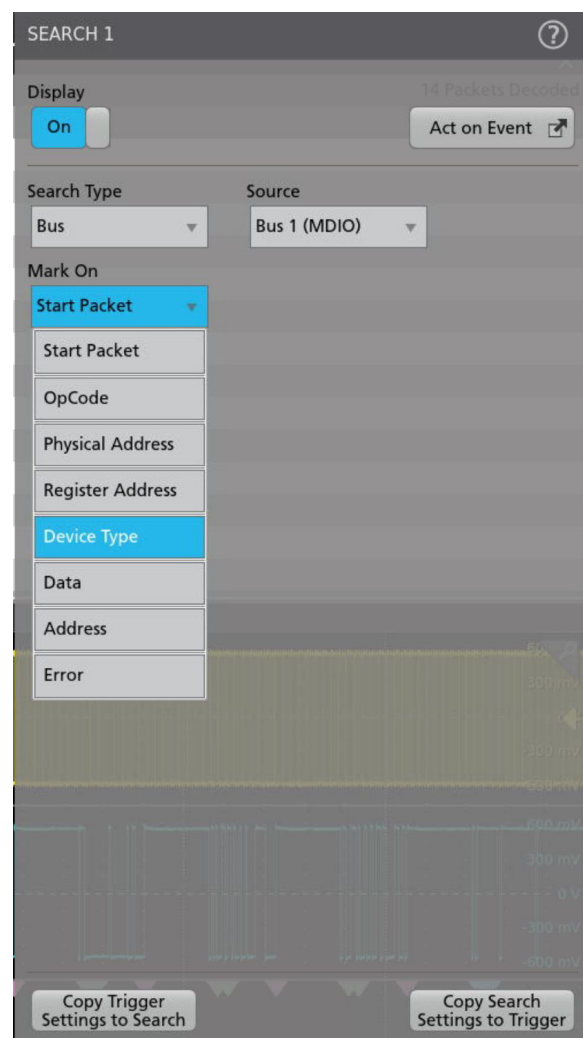 SEARCH 1
?
14 Packets Decoded
Display
On
Act on Event
Search Type
Source
Bus
Bus 1 (MDIO)
Mark On
Start Packet
Start Packet
OpCode
Physical Address
Register Address
Device Type
Data
Address
Error
300 mV
600 mV
300 mV
0 V
-300 mV
-600 mV
Copy Trigger
Settings to Search
Copy Search
Settings to Trigger